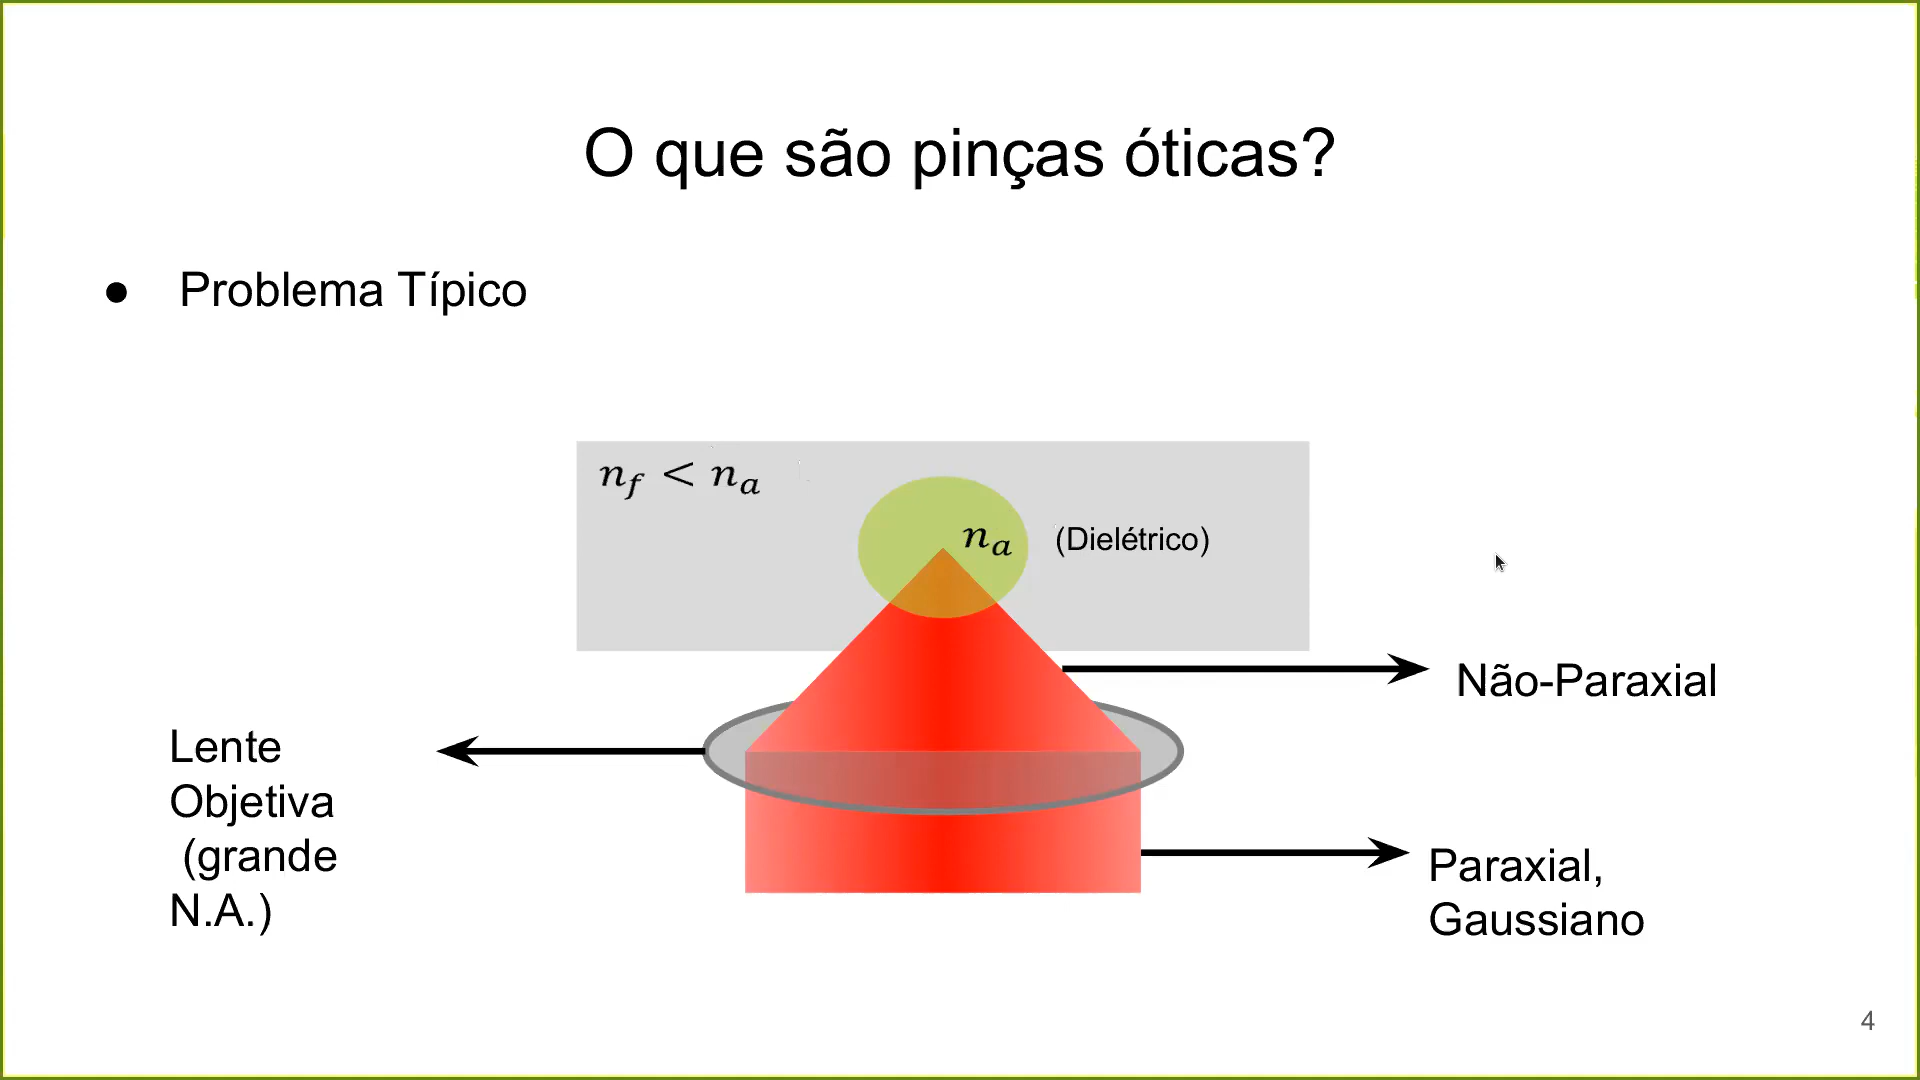 O que são pinças óticas?
● Problema Típico
n_f < n_a
n_a (Dielétrico)
Não-Paraxial
Lente
Objetiva
(grande
N.A.)
Paraxial,
Gaussiano
4